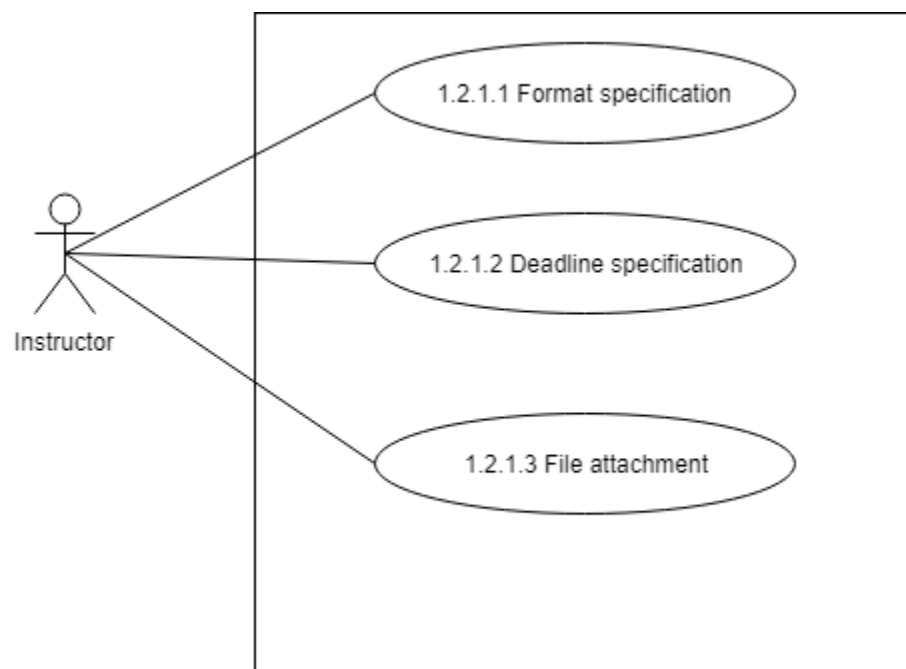 1.2.1.1 Format specification
1.2.1.2 Deadline specification
Instructor
1.2.1.3 File attachment